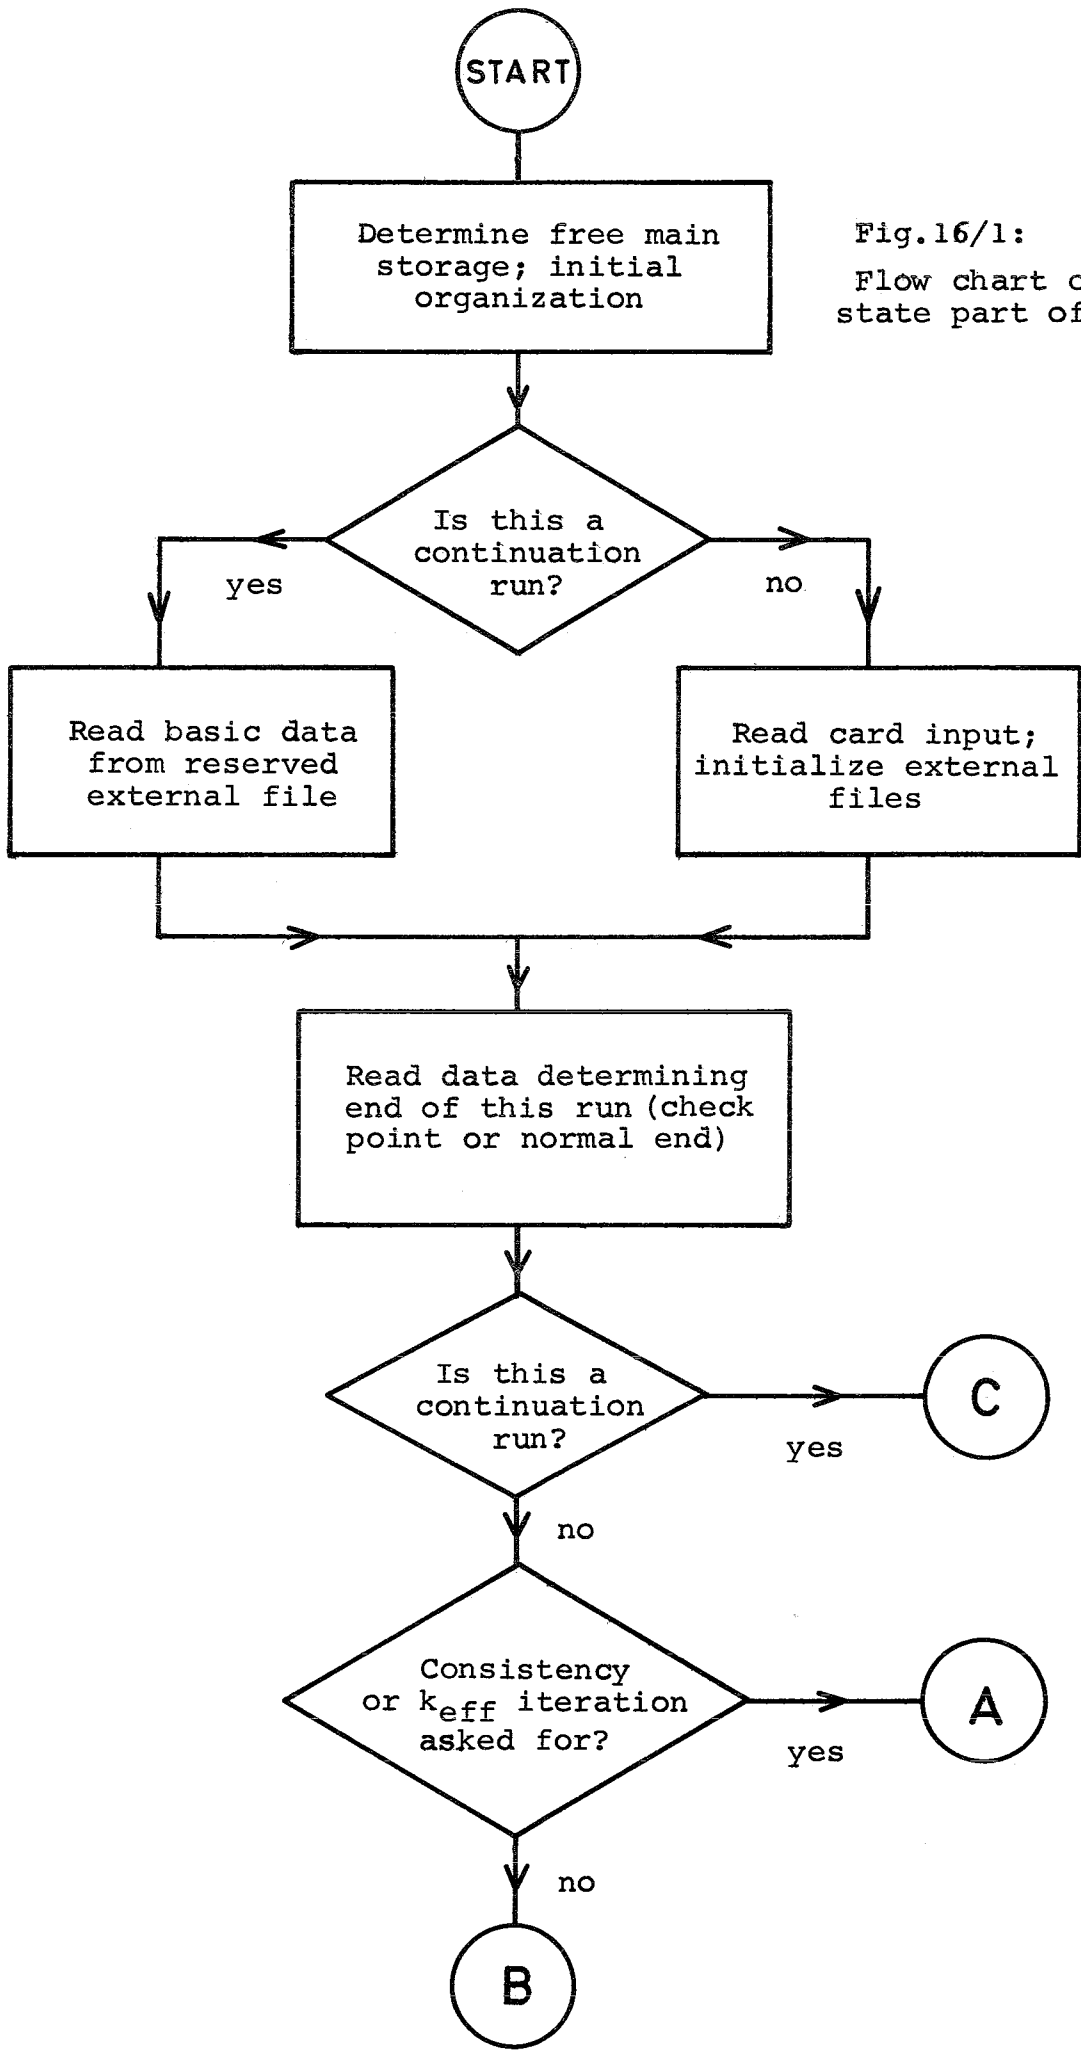 START
Determine free main
storage; initial
organization
Fig.16/1:
Flow chart o
state part of
Is this a
continuation
run?
yes
no
Read basic data
from reserved
external file
Read card input;
initialize external
files
Read data determining
end of this run (check
point or normal end)
Is this a
continuation
run?
yes
C
no
Consistency
or keff iteration
asked for?
yes
A
no
B